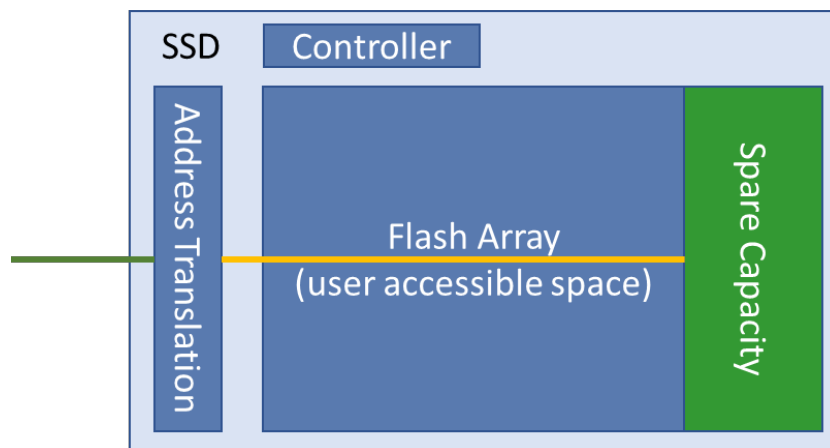 SSD
Controller
Address Translation
Flash Array
(user accessible space)
Spare Capacity